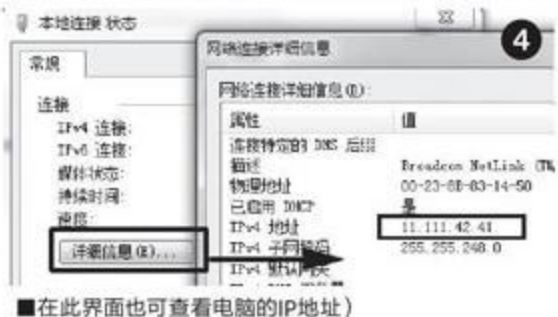 本地连接 状态
常规
连接
IPv4 连接:
IPv6 连接:
媒体状态:
持续时间:
速度:
详细信息(E)...
网络连接详细信息
4
网络连接详细信息(D):
属性 值
连接特定的 DNS 后缀
描述 Broadcom NetLink (TM,
物理地址 00-23-8B-83-14-50
已启用 DHCP 是
IPv4 地址 11.111.42.41
IPv4 子网掩码 255.255.248.0
IPv4 默认网关
■在此界面也可查看电脑的IP地址)